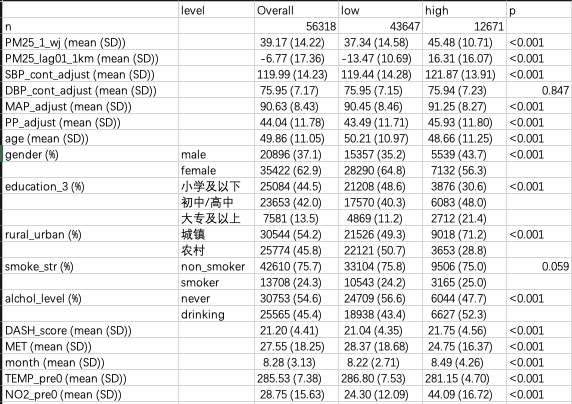 level Overall low high p
n 56318 43647 12671
PM25_1_wj (mean (SD)) 39.17 (14.22) 37.34 (14.58) 45.48 (10.71) <0.001
PM25_lag01_1km (mean (SD)) -6.77 (17.36) -13.47 (10.69) 16.31 (16.07) <0.001
SBP_cont_adjust (mean (SD)) 119.99 (14.23) 119.44 (14.28) 121.87 (13.91) <0.001
DBP_cont_adjust (mean (SD)) 75.95 (7.17) 75.95 (7.15) 75.94 (7.23) 0.847
MAP_adjust (mean (SD)) 90.63 (8.43) 90.45 (8.46) 91.25 (8.27) <0.001
PP_adjust (mean (SD)) 44.04 (11.78) 43.49 (11.71) 45.93 (11.80) <0.001
age (mean (SD)) 49.86 (11.05) 50.21 (10.97) 48.66 (11.25) <0.001
gender (%) male 20896 (37.1) 15357 (35.2) 5539 (43.7) <0.001
female 35422 (62.9) 28290 (64.8) 7132 (56.3)
education_3 (%) 小学及以下 25084 (44.5) 21208 (48.6) 3876 (30.6) <0.001
初中/高中 23653 (42.0) 17570 (40.3) 6083 (48.0)
大专及以上 7581 (13.5) 4869 (11.2) 2712 (21.4)
rural_urban (%) 城镇 30544 (54.2) 21526 (49.3) 9018 (71.2) <0.001
农村 25774 (45.8) 22121 (50.7) 3653 (28.8)
smoke_str (%) non_smoker 42610 (75.7) 33104 (75.8) 9506 (75.0) 0.059
smoker 13708 (24.3) 10543 (24.2) 3165 (25.0)
alchol_level (%) never 30753 (54.6) 24709 (56.6) 6044 (47.7) <0.001
drinking 25565 (45.4) 18938 (43.4) 6627 (52.3)
DASH_score (mean (SD)) 21.20 (4.41) 21.04 (4.35) 21.75 (4.56) <0.001
MET (mean (SD)) 27.55 (18.25) 28.37 (18.68) 24.75 (16.37) <0.001
month (mean (SD)) 8.28 (3.13) 8.22 (2.71) 8.49 (4.26) <0.001
TEMP_pre0 (mean (SD)) 285.53 (7.38) 286.80 (7.53) 281.15 (4.70) <0.001
NO2_pre0 (mean (SD)) 28.75 (15.63) 24.30 (12.09) 44.09 (16.72) <0.001